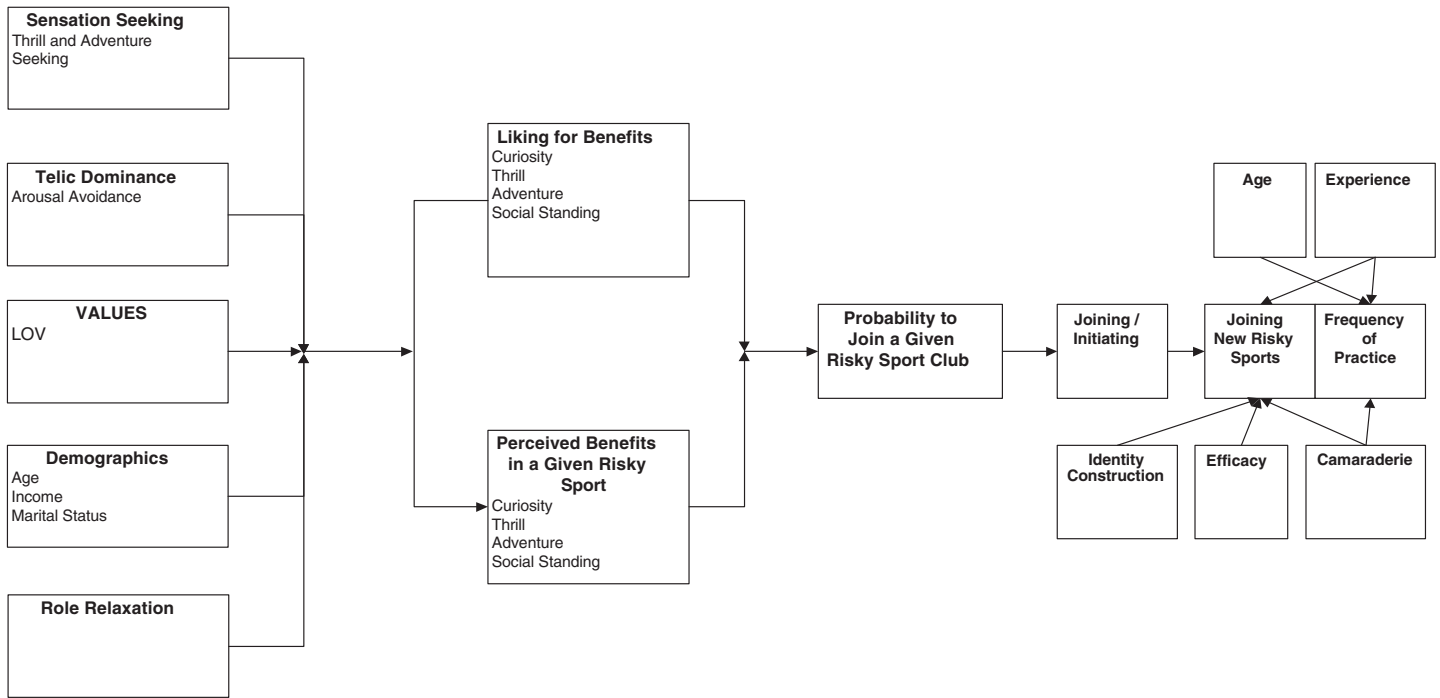 Sensation Seeking
Thrill and Adventure
Seeking
Telic Dominance
Arousal Avoidance
VALUES
LOV
Demographics
Age
Income
Marital Status
Role Relaxation
Liking for Benefits
Curiosity
Thrill
Adventure
Social Standing
Perceived Benefits
in a Given Risky
Sport
Curiosity
Thrill
Adventure
Social Standing
Probability to
Join a Given
Risky Sport Club
Joining /
Initiating
Age
Experience
Joining
New Risky
Sports
Frequency
of
Practice
Identity
Construction
Efficacy
Camaraderie